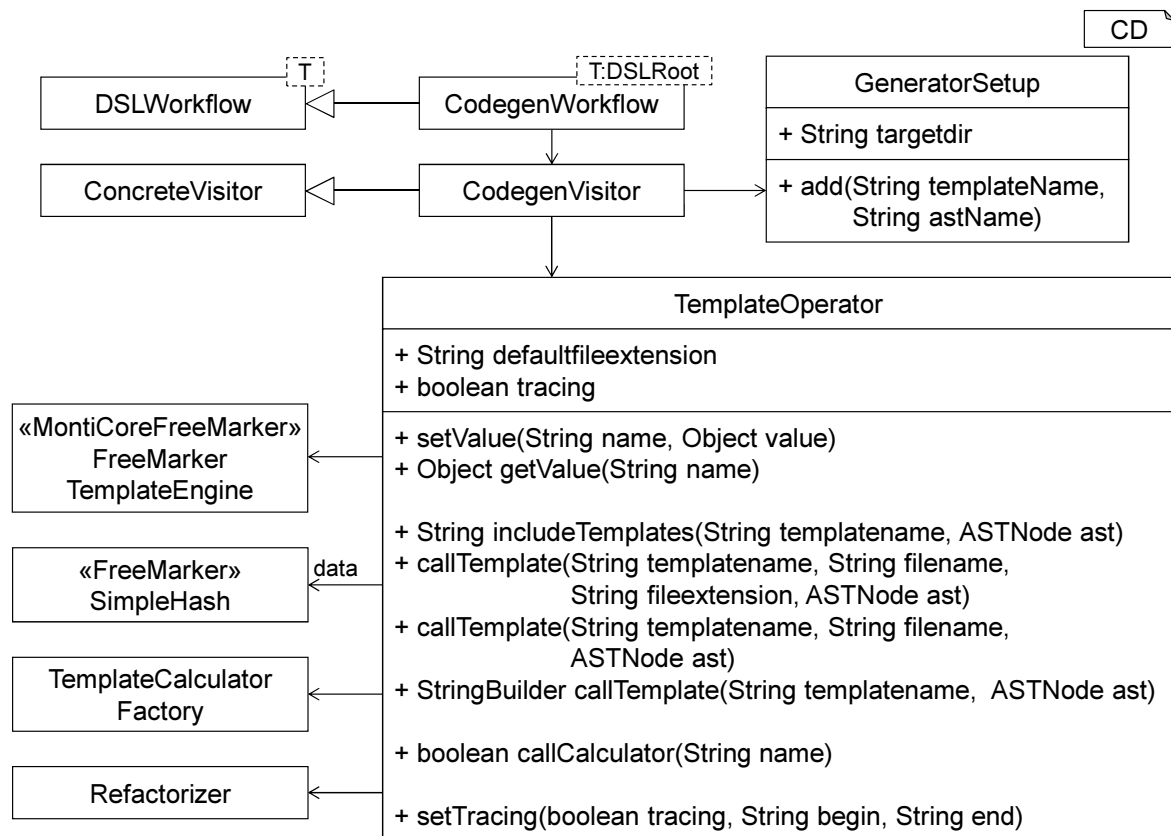 CD
T
DSLWorkflow
T:DSLRoot
CodegenWorkflow
GeneratorSetup
+ String targetdir
+ add(String templateName,
String astName)
ConcreteVisitor
CodegenVisitor
TemplateOperator
+ String defaultfileextension
+ boolean tracing
«MontiCoreFreeMarker»
FreeMarker
TemplateEngine
+ setValue(String name, Object value)
+ Object getValue(String name)
+ String includeTemplates(String templatename, ASTNode ast)
+ callTemplate(String templatename, String filename,
String fileextension, ASTNode ast)
+ callTemplate(String templatename, String filename,
ASTNode ast)
+ StringBuilder callTemplate(String templatename, ASTNode ast)
+ boolean callCalculator(String name)
+ setTracing(boolean tracing, String begin, String end)
data
«FreeMarker»
SimpleHash
TemplateCalculator
Factory
Refactorizer